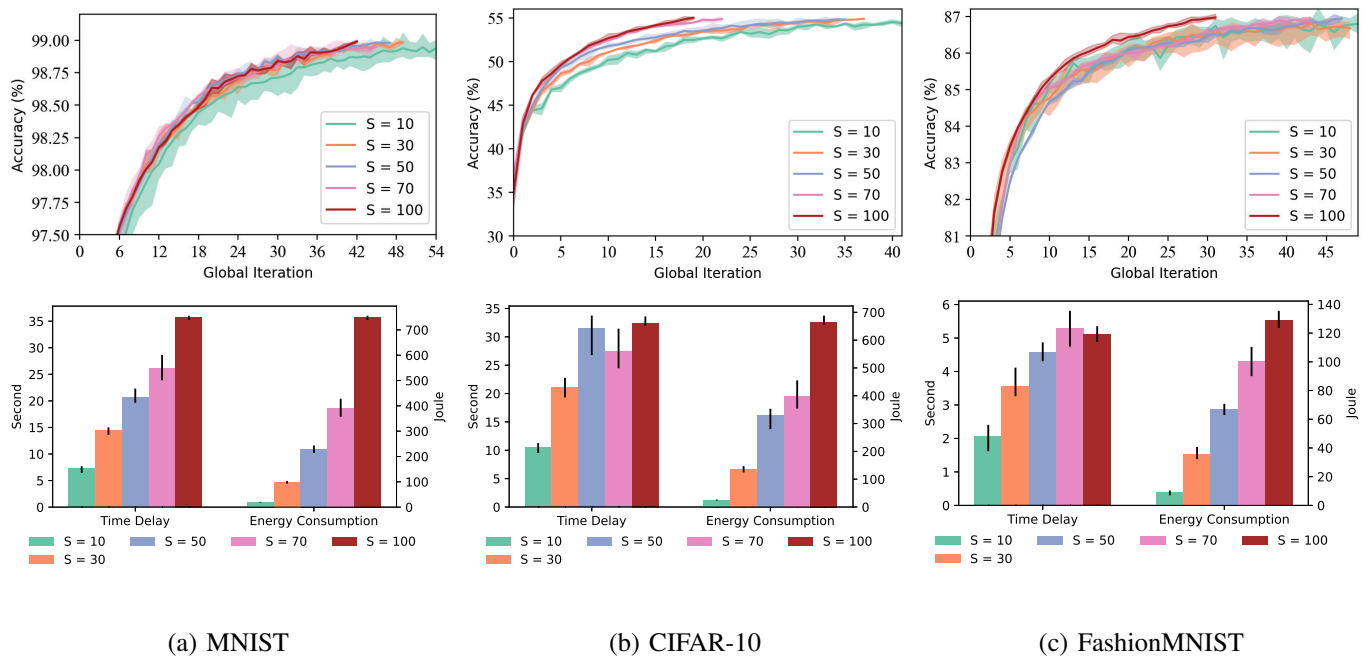 99.00
98.75
98.50
98.25
98.00
97.75
97.50
Accuracy (%)
S = 10
S = 30
S = 50
S = 70
S = 100
0 6 12 18 24 30 36 42 48 54
Global Iteration
55
50
45
40
35
30
Accuracy (%)
S = 10
S = 30
S = 50
S = 70
S = 100
0 5 10 15 20 25 30 35 40
Global Iteration
87
86
85
84
83
82
81
Accuracy (%)
S = 10
S = 30
S = 50
S = 70
S = 100
0 5 10 15 20 25 30 35 40 45
Global Iteration
35
30
25
20
15
10
5
0
Second
700
600
500
400
300
200
100
0
Joule
Time Delay Energy Consumption
S = 10 S = 50 S = 70 S = 100
S = 30
35
30
25
20
15
10
5
0
Second
700
600
500
400
300
200
100
0
Joule
Time Delay Energy Consumption
S = 10 S = 50 S = 70 S = 100
S = 30
6
5
4
3
2
1
0
Second
140
120
100
80
60
40
20
0
Joule
Time Delay Energy Consumption
S = 10 S = 50 S = 70 S = 100
S = 30
(a) MNIST
(b) CIFAR-10
(c) FashionMNIST